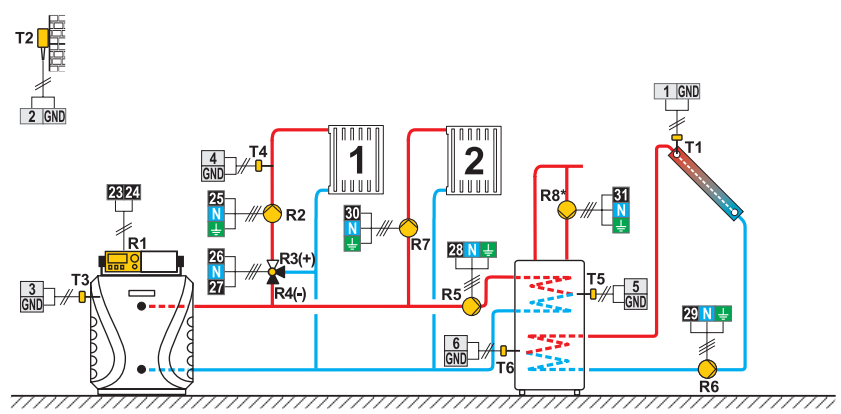 T2
2 GND
1 GND
T1
4
GND
T4
1
2
23 24
R1
25
N
R2
30
N
R7
R8*
31
N
26
N
27
R3(+)
R4(-)
28 N
R5
3
GND
T3
T5
5
GND
29 N
6
GND
T6
R6